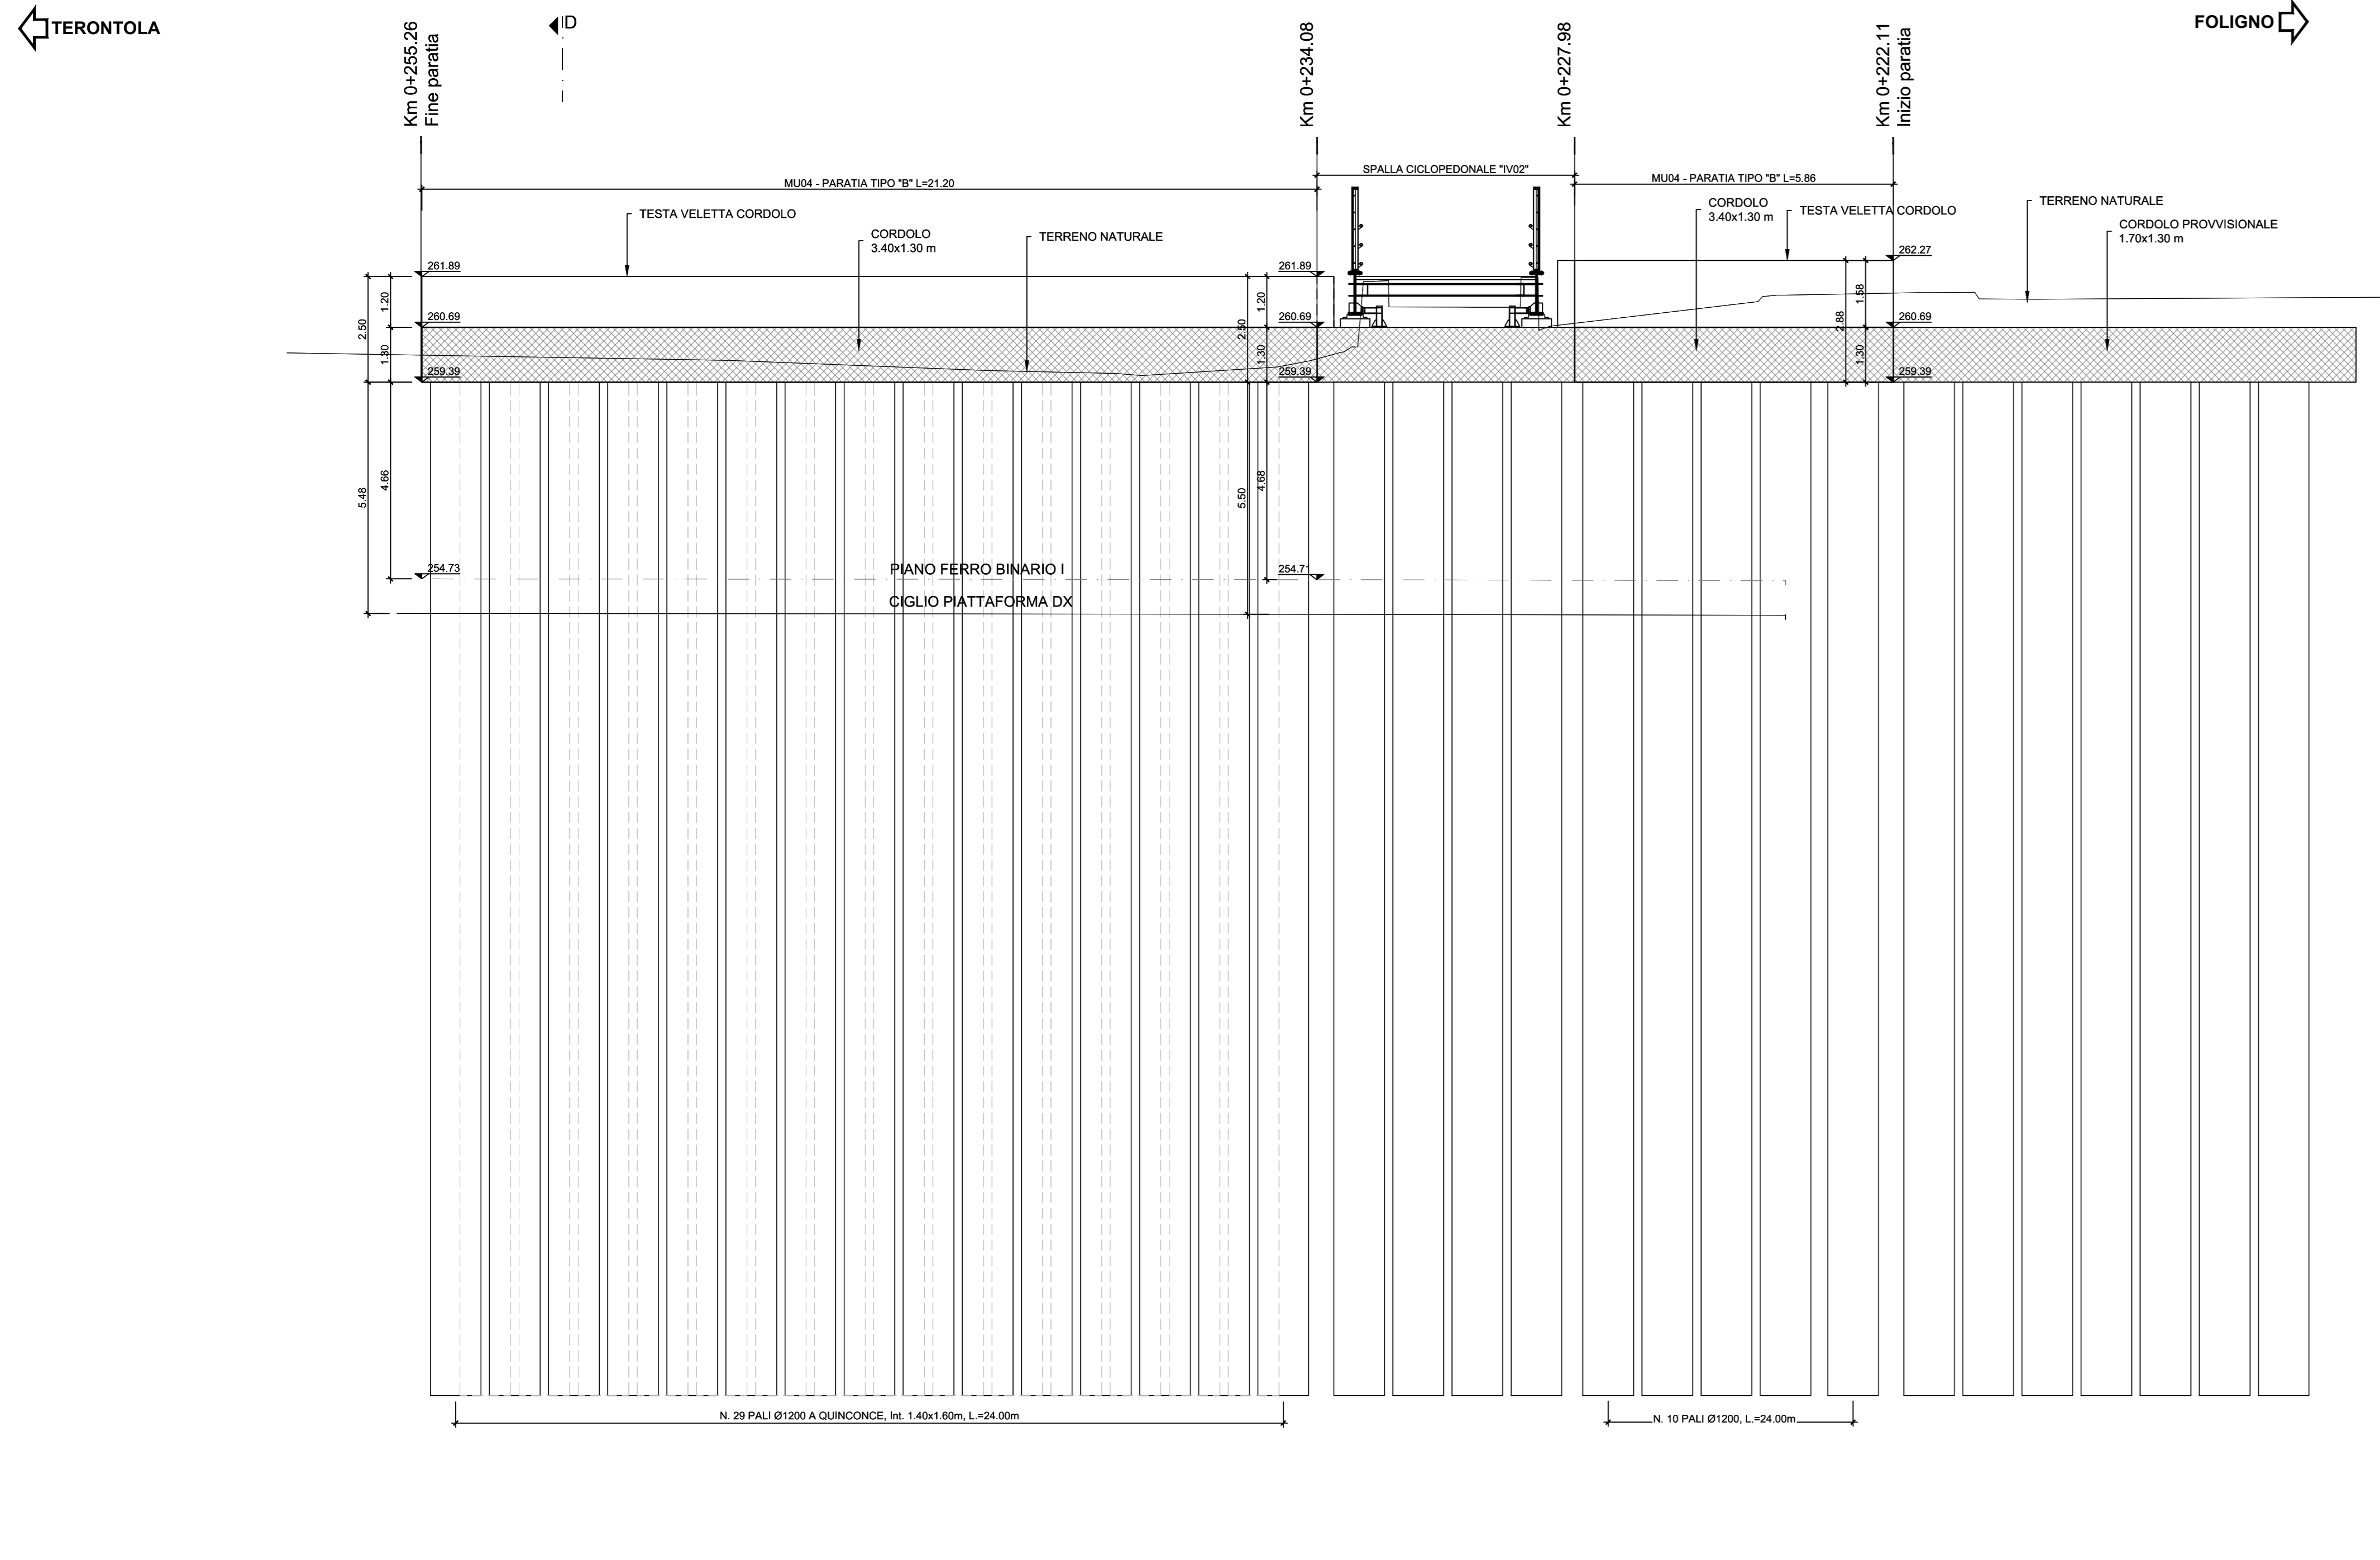 TERONTOLA
D
FOLIGNO
Km 0+255.26
Fine paratia
Km 0+234.08
Km 0+227.98
Km 0+222.11
Inizio paratia
SPALLA CICLOPEDONALE "IV02"
MU04 - PARATIA TIPO "B" L=21.20
MU04 - PARATIA TIPO "B" L=5.86
TESTA VELETTA CORDOLO
CORDOLO
3.40x1.30 m
TERRENO NATURALE
CORDOLO
3.40x1.30 m
TESTA VELETTA CORDOLO
TERRENO NATURALE
CORDOLO PROVVISIONALE
1.70x1.30 m
261.89
261.89
262.27
1.20
1.20
1.58
2.50
2.50
2.88
260.69
260.69
260.69
1.30
1.30
1.30
259.39
259.39
259.39
4.66
5.48
4.68
5.50
254.73
PIANO FERRO BINARIO I
254.71
CIGLIO PIATTAFORMA DX
N. 29 PALI Ø1200 A QUINCONCE, Int. 1.40x1.60m, L.=24.00m
N. 10 PALI Ø1200, L.=24.00m